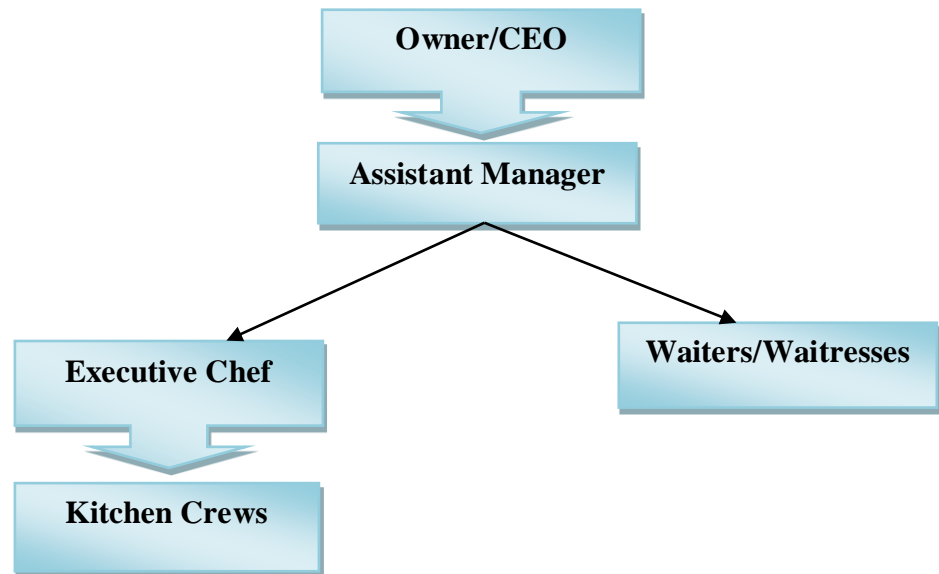 Owner/CEO
Assistant Manager
Executive Chef
Waiters/Waitresses
Kitchen Crews